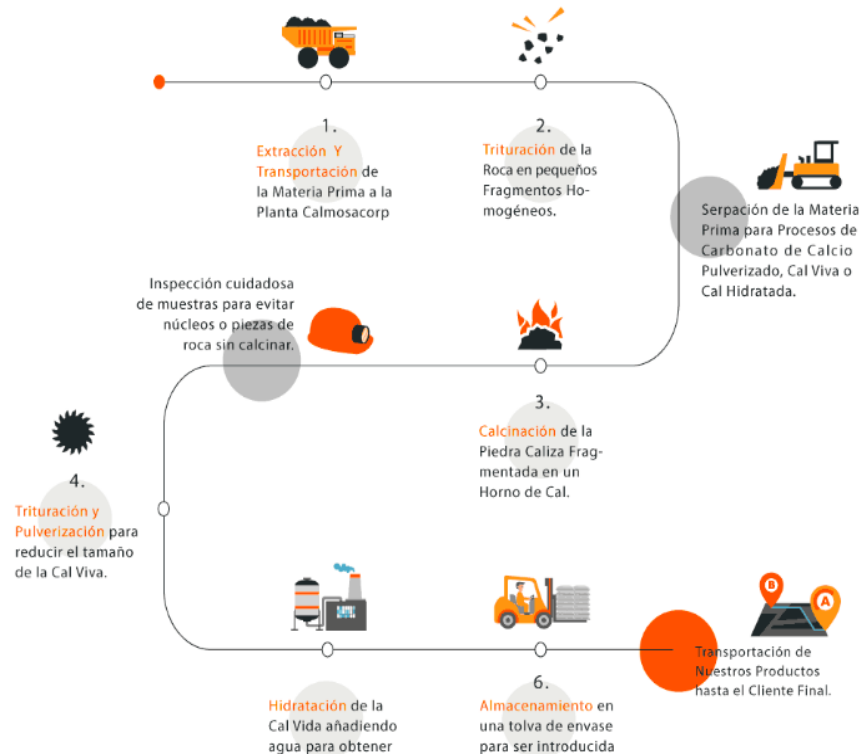 1.
Extracción Y
Transportación de
la Materia Prima a la
Planta Calmosacorp
2.
Trituración de la
Roca en pequeños
Fragmentos Ho-
mogéneos.
Serpación de la Materia
Prima para Procesos de
Carbonato de Calcio
Pulverizado, Cal Viva o
Cal Hidratada.
Inspección cuidadosa
de muestras para evitar
núcleos o piezas de
roca sin calcinar.
3.
Calcinación de la
Piedra Caliza Frag-
mentada en un
Horno de Cal.
4.
Trituración y
Pulverización para
reducir el tamaño
de la Cal Viva.
Hidratación de la
Cal Vida añadiendo
agua para obtener
6.
Almacenamiento en
una tolva de envase
para ser introducida
B
A
Transportación de
Nuestros Productos
hasta el Cliente Final.